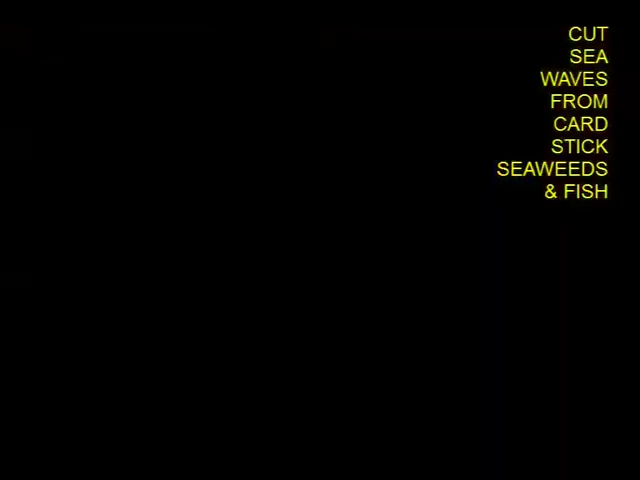 CUT
SEA
WAVES
FROM
CARD
STICK
SEAWEEDS
& FISH